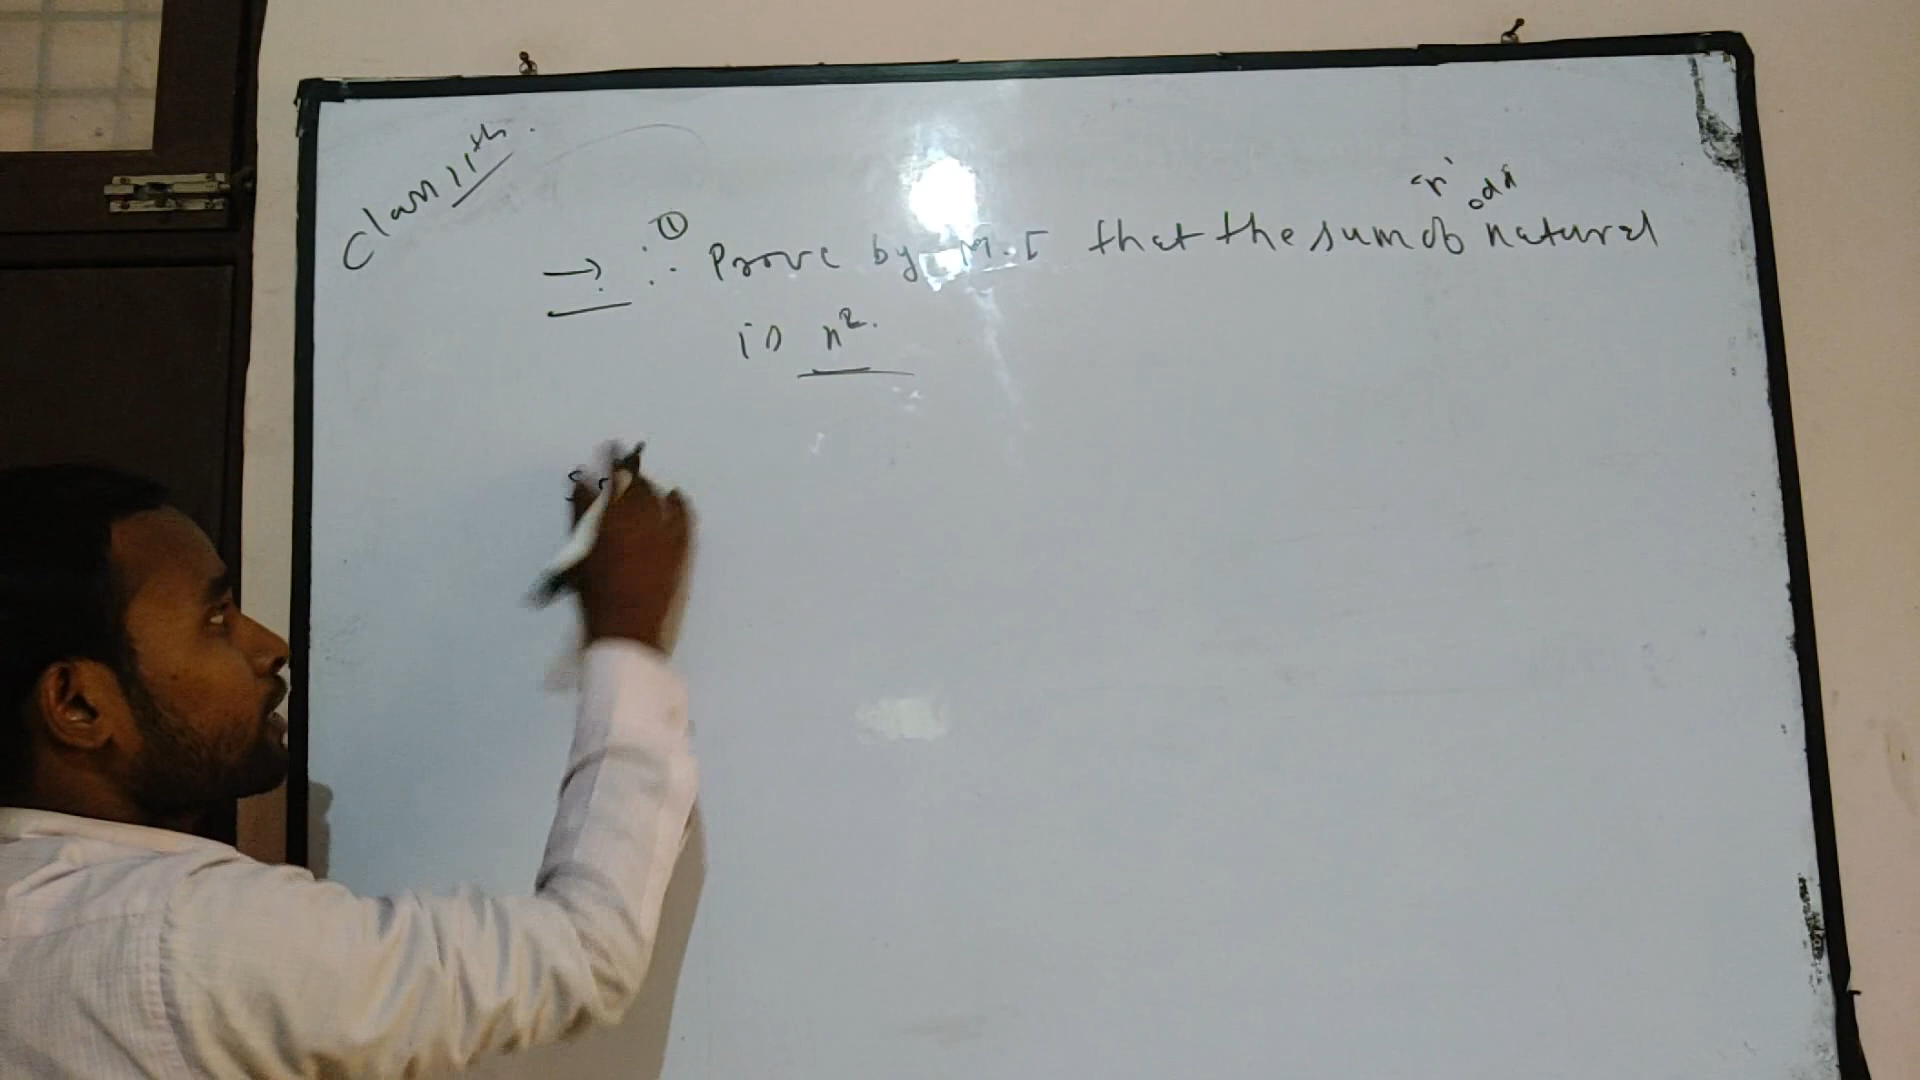 Class 11th.
'n' odd
→ ① Prove by M.I that the sum of natural
is n².